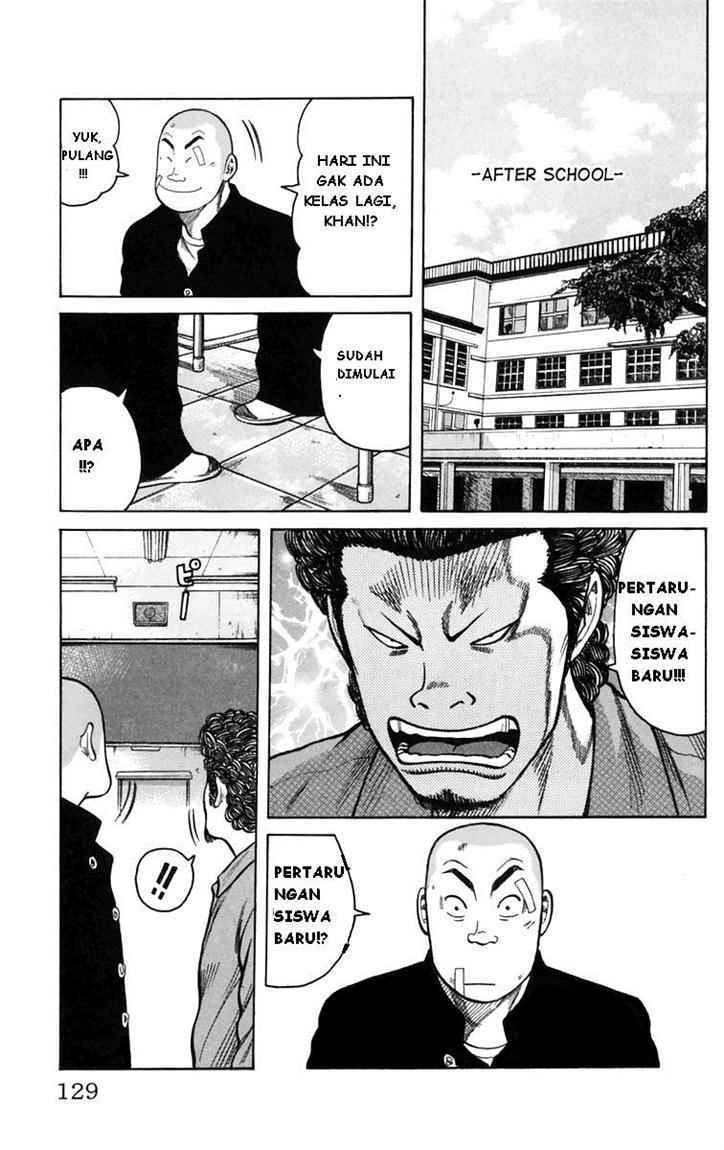 -AFTER SCHOOL-
HARI INI
GAK ADA
KELAS LAGI,
KHAN!?
YUK,
PULANG
!!!
SUDAH
DIMULAI
.
APA
!!?
PERTARU-
NGAN
SISWA-
SISWA
BARU!!!
!!
PERTARU-
NGAN
SISWA
BARU!?
!
129